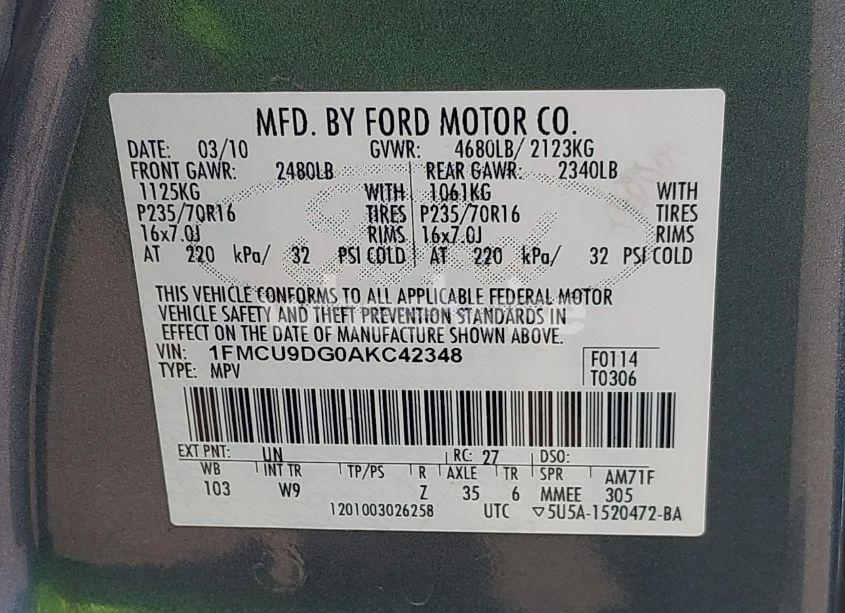 MFD. BY FORD MOTOR CO.
DATE: 03/10 GVWR: 4680LB/ 2123KG
FRONT GAWR: 2480LB REAR GAWR: 2340LB
1125KG WITH 1061KG WITH
P235/70R16 TIRES P235/70R16 TIRES
16x7.0J RIMS 16x7.0J RIMS
AT 220 kPa/ 32 PSI COLD AT 220 kPa/ 32 PSI COLD
THIS VEHICLE CONFORMS TO ALL APPLICABLE FEDERAL MOTOR
VEHICLE SAFETY AND THEFT PREVENTION STANDARDS IN
EFFECT ON THE DATE OF MANUFACTURE SHOWN ABOVE.
VIN: 1FMCU9DG0AKC42348 F0114
TYPE: MPV T0306
EXT PNT: UN RC: 27 DSO:
WB INT TR TP/PS R AXLE TR SPR AM71F
103 W9 Z 35 6 MMEE 305
1201003026258 UTC ▽5U5A-1520472-BA